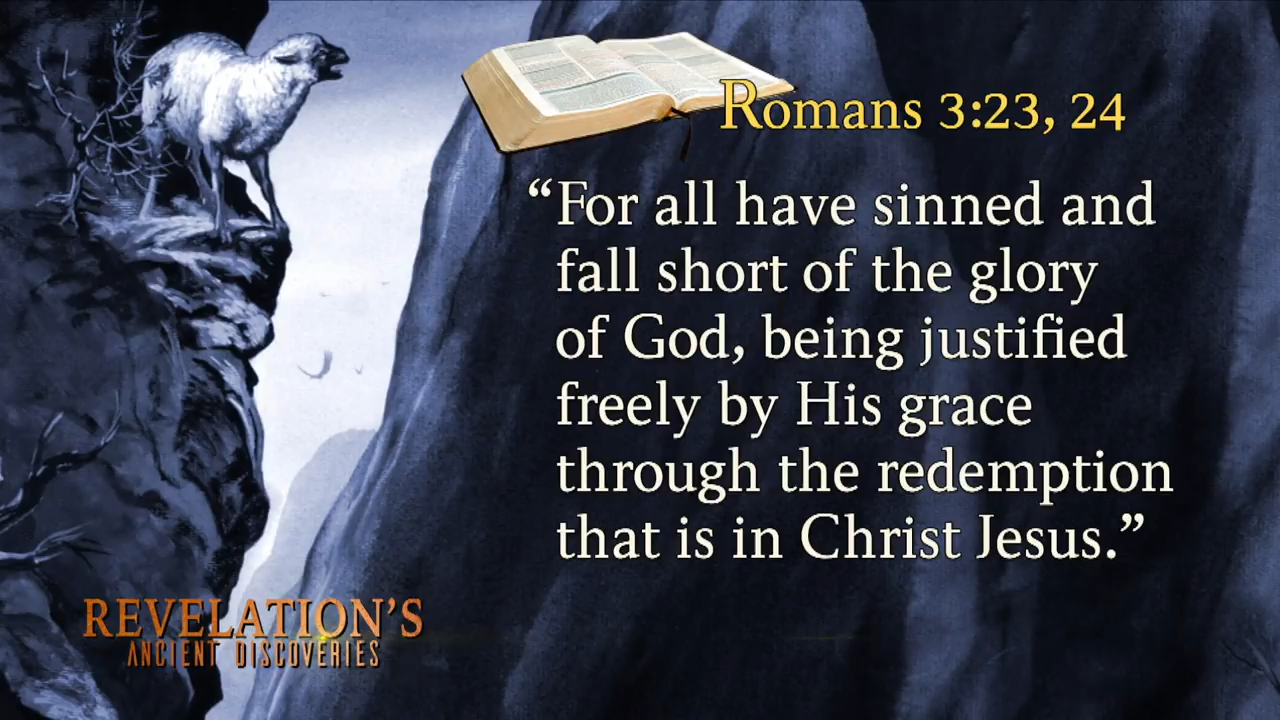 Romans 3:23, 24
“For all have sinned and
fall short of the glory
of God, being justified
freely by His grace
through the redemption
that is in Christ Jesus.”
REVELATION’S
ANCIENT DISCOVERIES